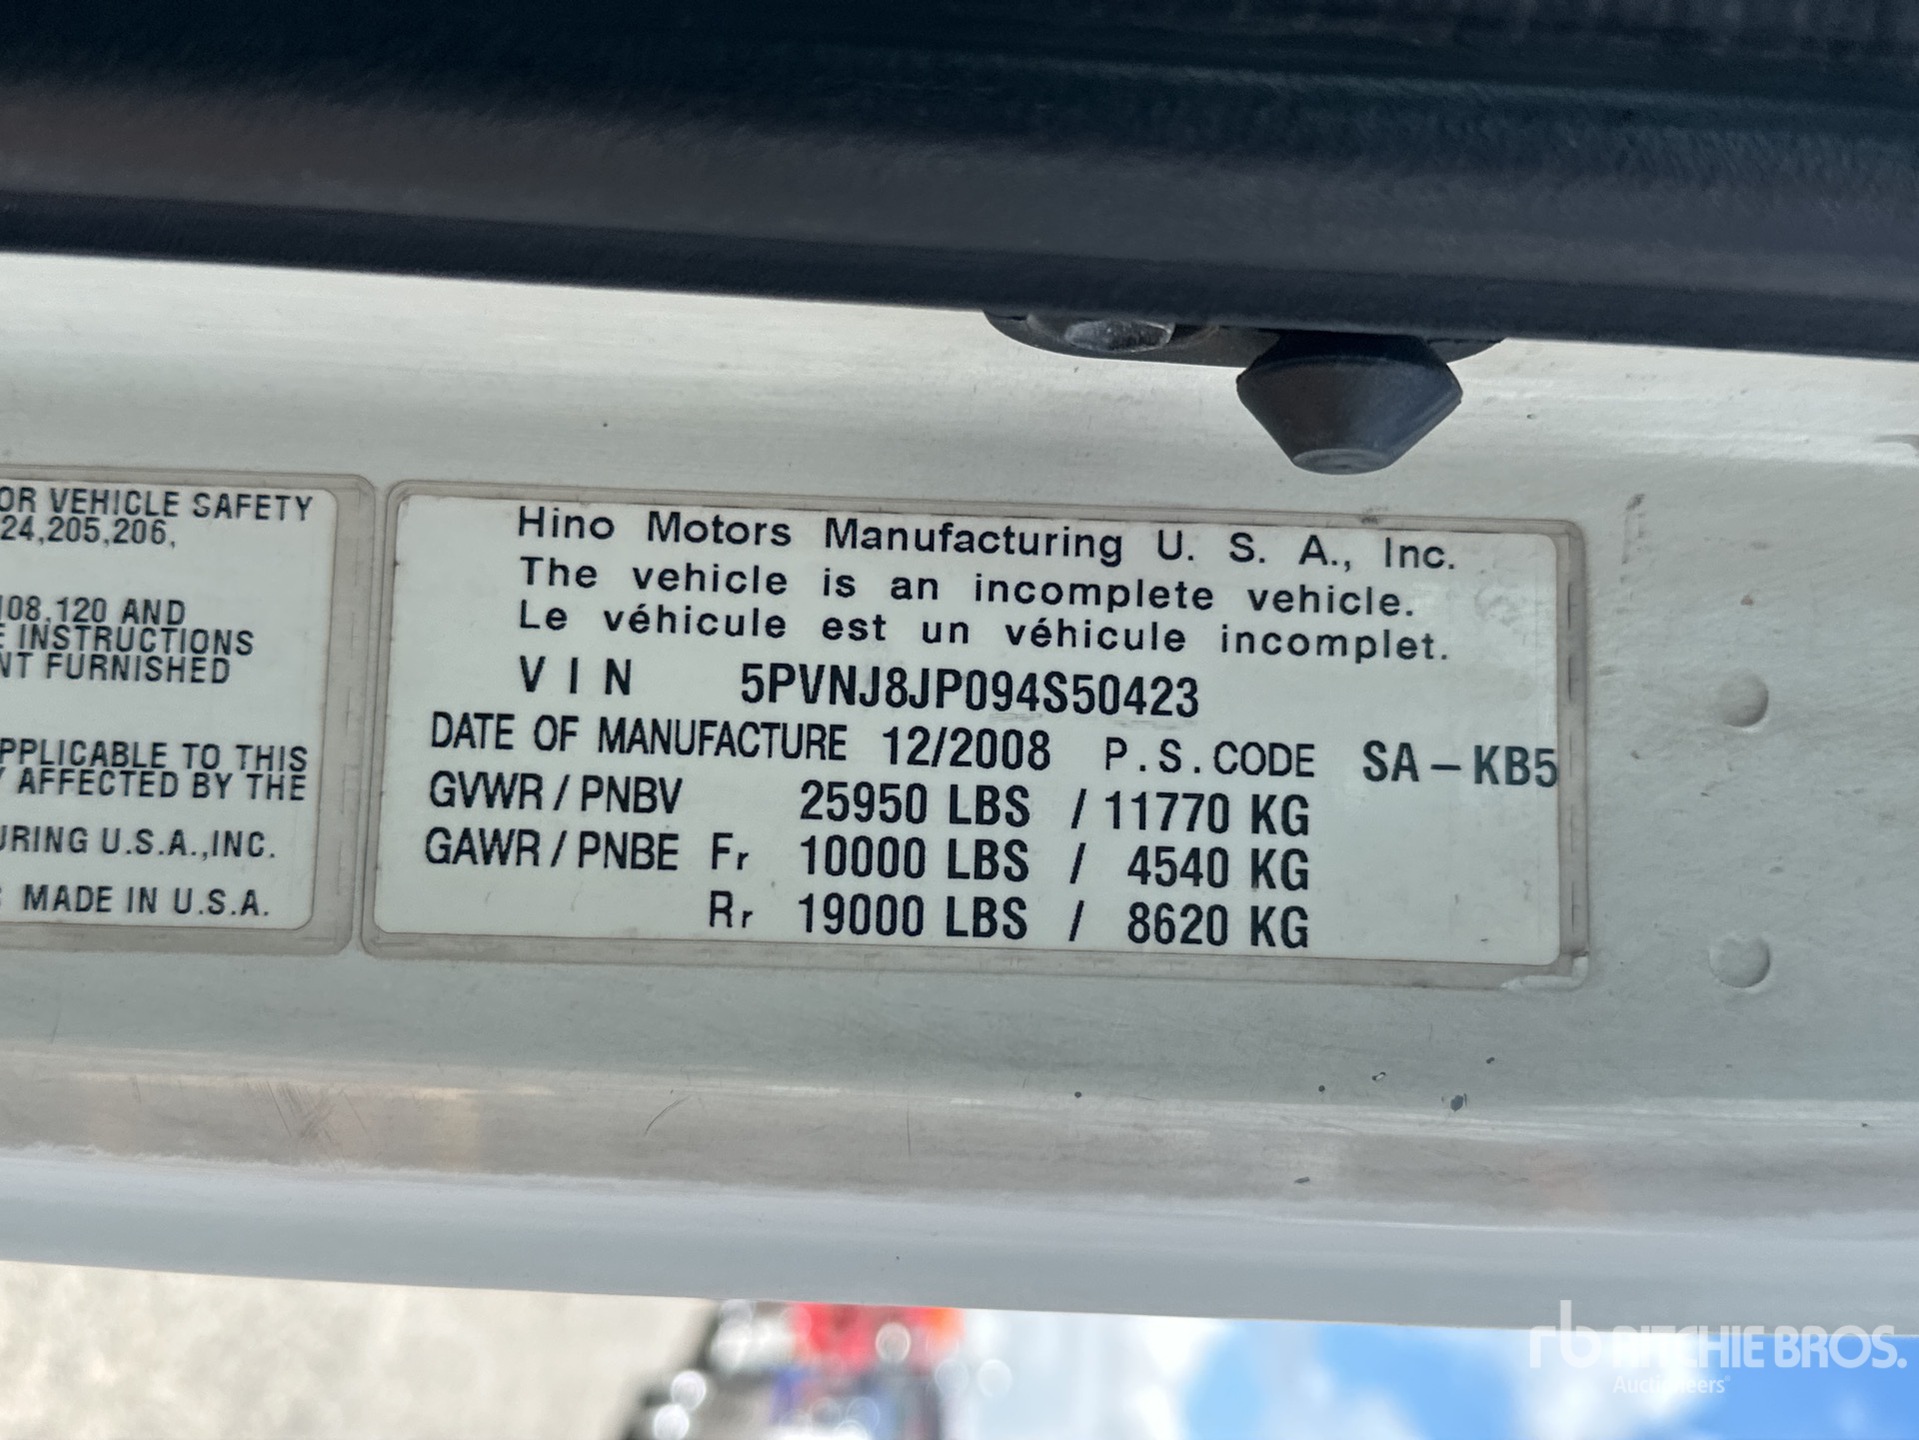 OR VEHICLE SAFETY
24,205,206,
108,120 AND
INSTRUCTIONS
NT FURNISHED
PPLICABLE TO THIS
AFFECTED BY THE
URING U.S.A.,INC.
MADE IN U.S.A.
Hino Motors Manufacturing U. S. A., Inc.
The vehicle is an incomplete vehicle.
Le véhicule est un véhicule incomplet.
VIN 5PVNJ8JP094S50423
DATE OF MANUFACTURE 12/2008 P.S.CODE SA-KB5
GVWR/PNBV 25950 LBS / 11770 KG
GAWR/PNBE Fr 10000 LBS / 4540 KG
Rr 19000 LBS / 8620 KG
rb RITCHIE BROS.
Auctioneers